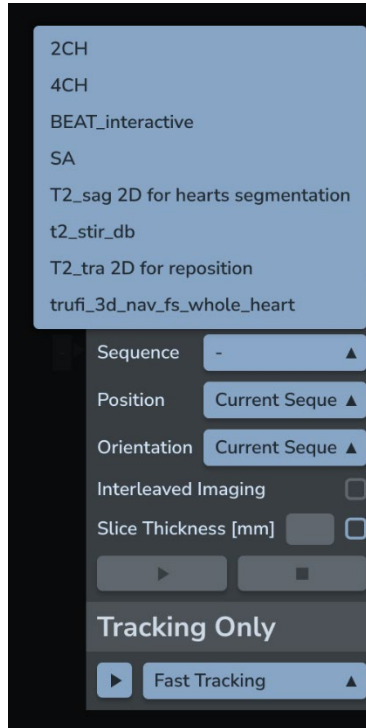 2CH
4CH
BEAT_interactive
SA
T2_sag 2D for hearts segmentation
t2_stir_db
T2_tra 2D for reposition
trufi_3d_nav_fs_whole_heart
Sequence -
Position Current Seque
Orientation Current Seque
Interleaved Imaging
Slice Thickness [mm]
Tracking Only
Fast Tracking